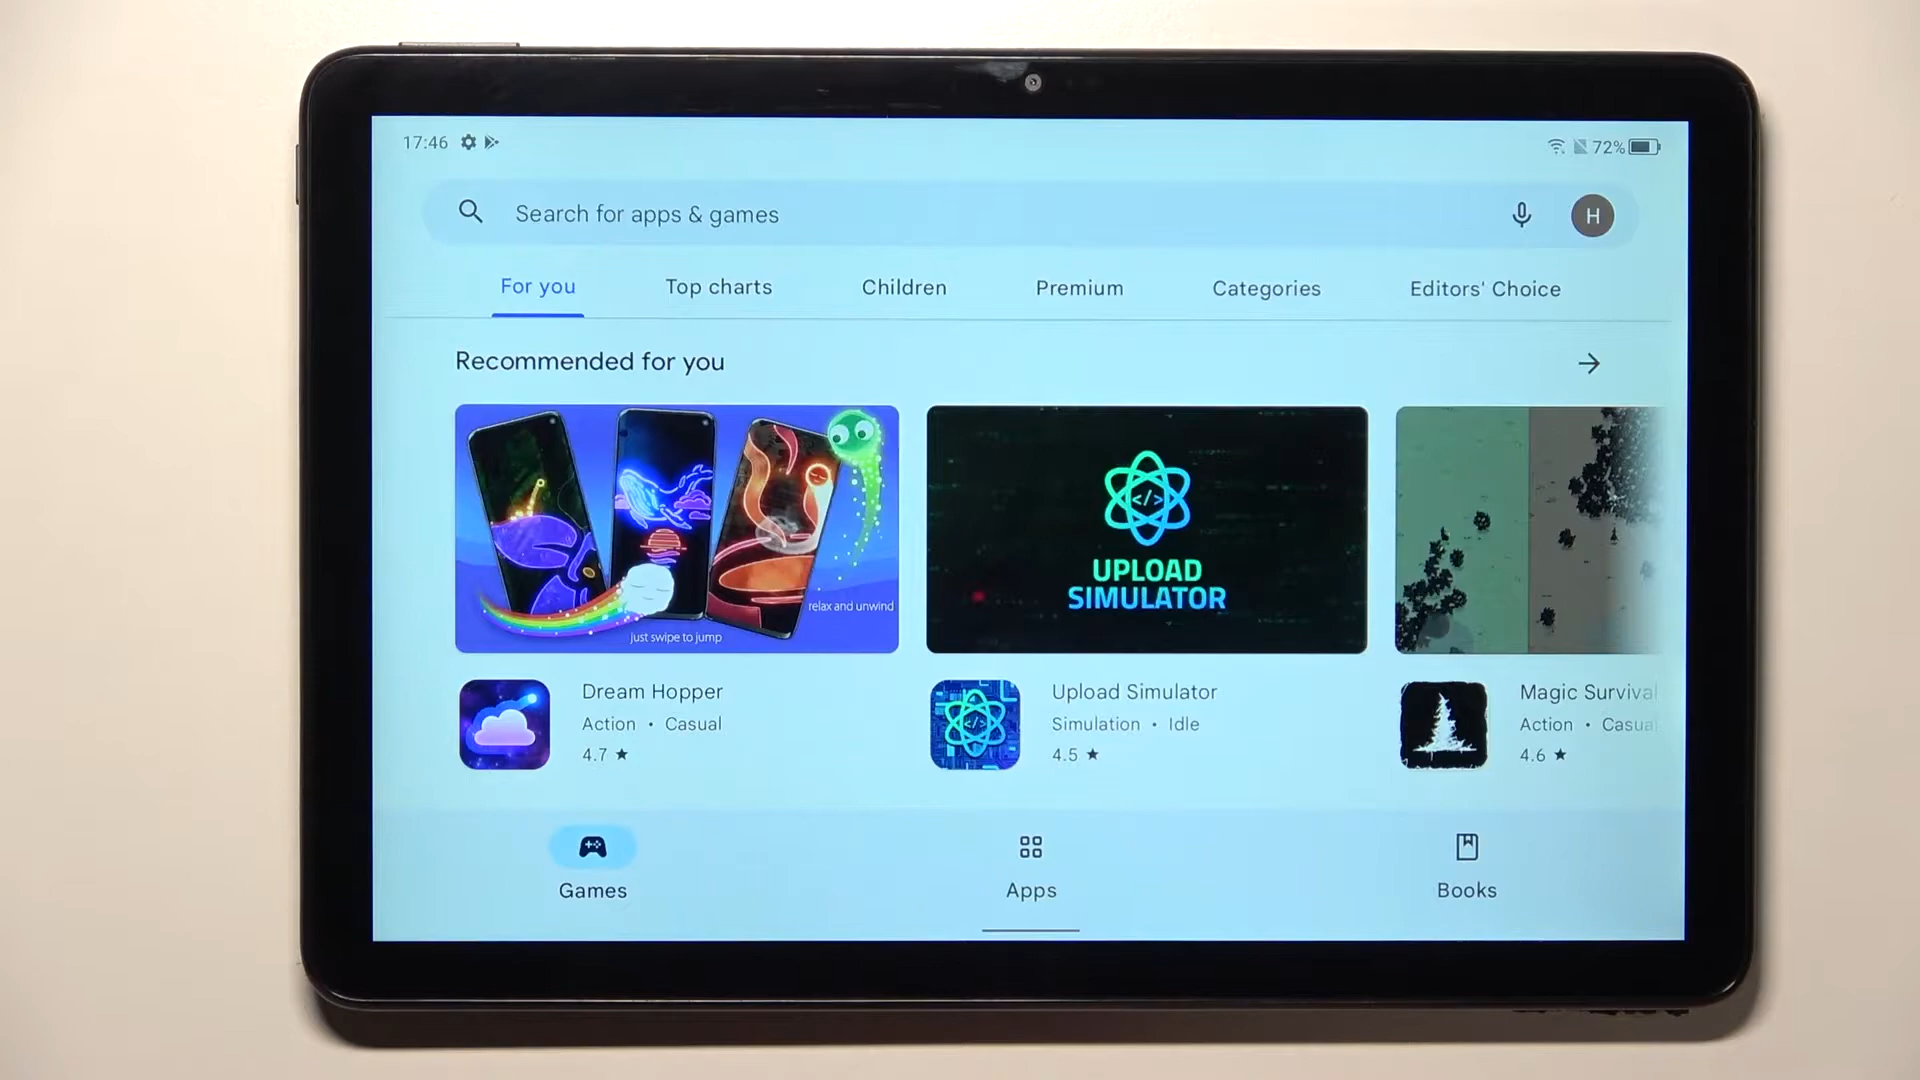 17:46
72%
Search for apps & games
H
For you
Top charts
Children
Premium
Categories
Editors' Choice
Recommended for you
relax and unwind
just swipe to jump
</>
UPLOAD
SIMULATOR
Dream Hopper
Action • Casual
4.7 ★
</>
Upload Simulator
Simulation • Idle
4.5 ★
Magic Survival
Action • Casual
4.6 ★
Games
Apps
Books